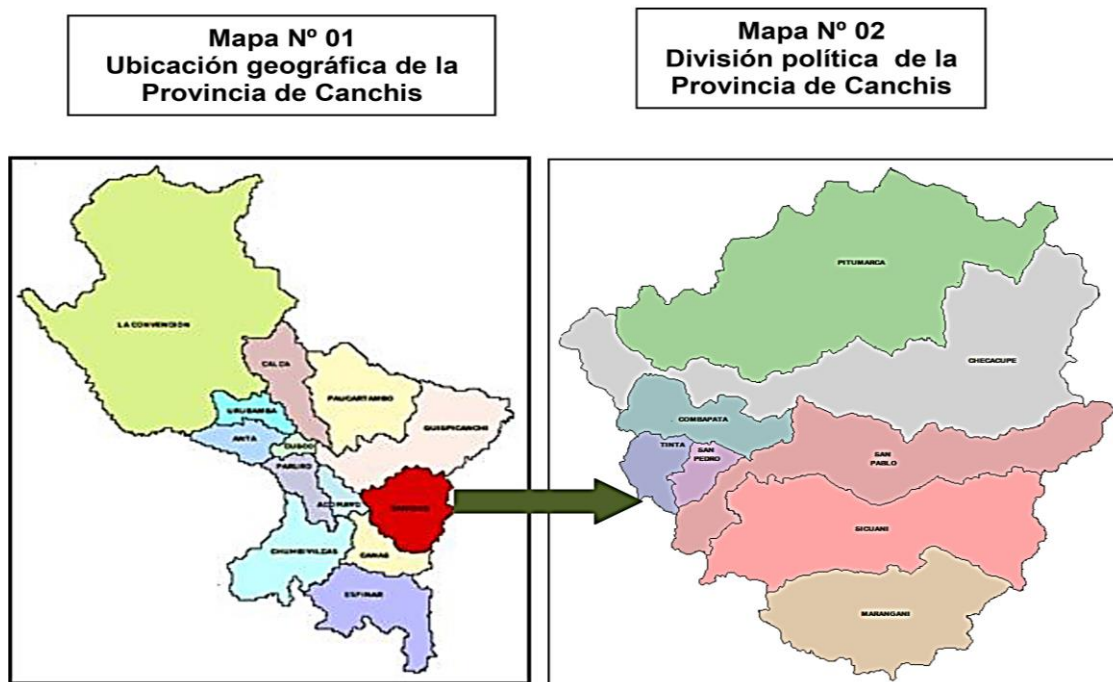 Mapa Nº 01
Ubicación geográfica de la
Provincia de Canchis
Mapa Nº 02
División política de la
Provincia de Canchis
LA CONVENCIÓN
CALCA
PAUCARTAMBO
URUBAMBA
QUISPICANCHI
ANTA
CUSCO
PARURO
ACOMAYO
CHUMBIVILCAS
CANAS
ESPINAR
PITUMARCA
CHECACUPE
COMBAPATA
TINTA
SAN
PEDRO
SAN
PABLO
SICUANI
MARANGANI